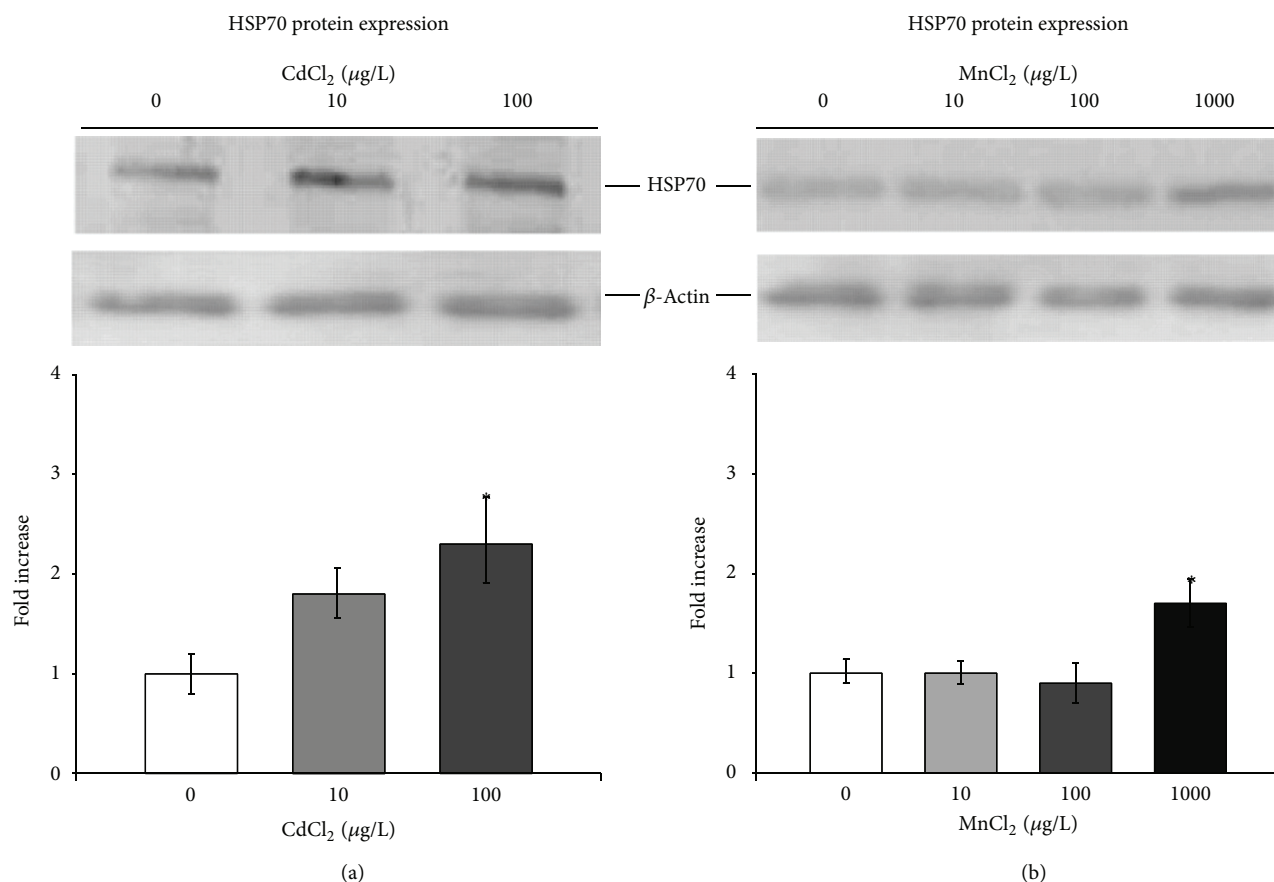 HSP70 protein expression
CdCl2 (μg/L)
0 10 100
HSP70 protein expression
MnCl2 (μg/L)
0 10 100 1000
HSP70
β-Actin
4
3
2
1
0
Fold increase
*
0 10 100
CdCl2 (μg/L)
(a)
4
3
2
1
0
Fold increase
*
0 10 100 1000
MnCl2 (μg/L)
(b)